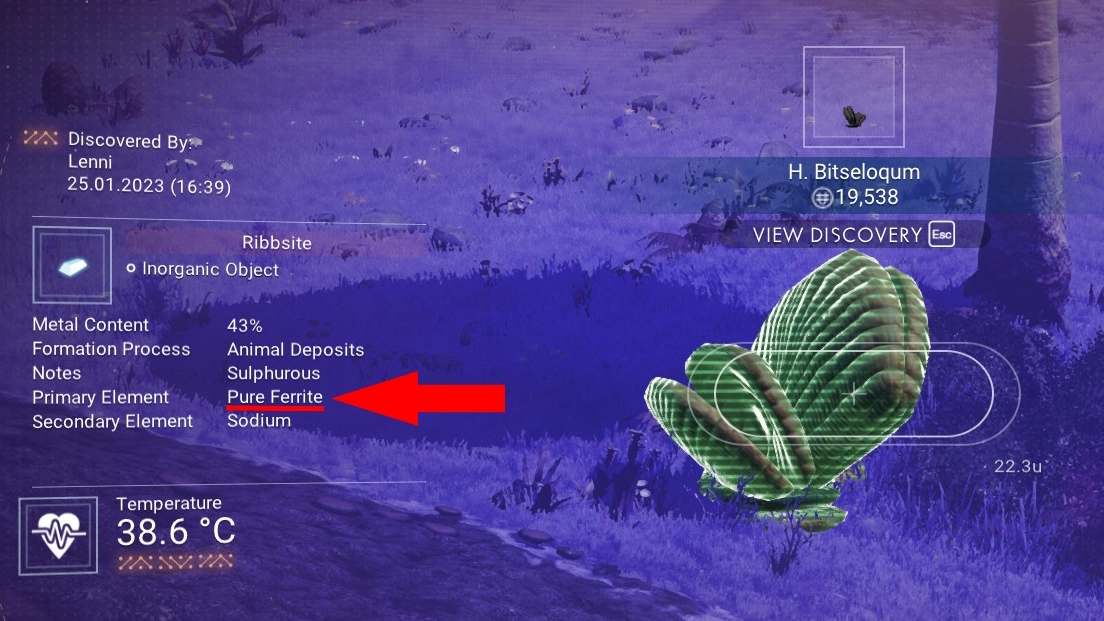 Discovered By:
Lenni
25.01.2023 (16:39)
H. Bitseloqum
19,538
VIEW DISCOVERY Esc
Ribbsite
Inorganic Object
Metal Content 43%
Formation Process Animal Deposits
Notes Sulphurous
Primary Element Pure Ferrite
Secondary Element Sodium
22.3u
Temperature
38.6 °C